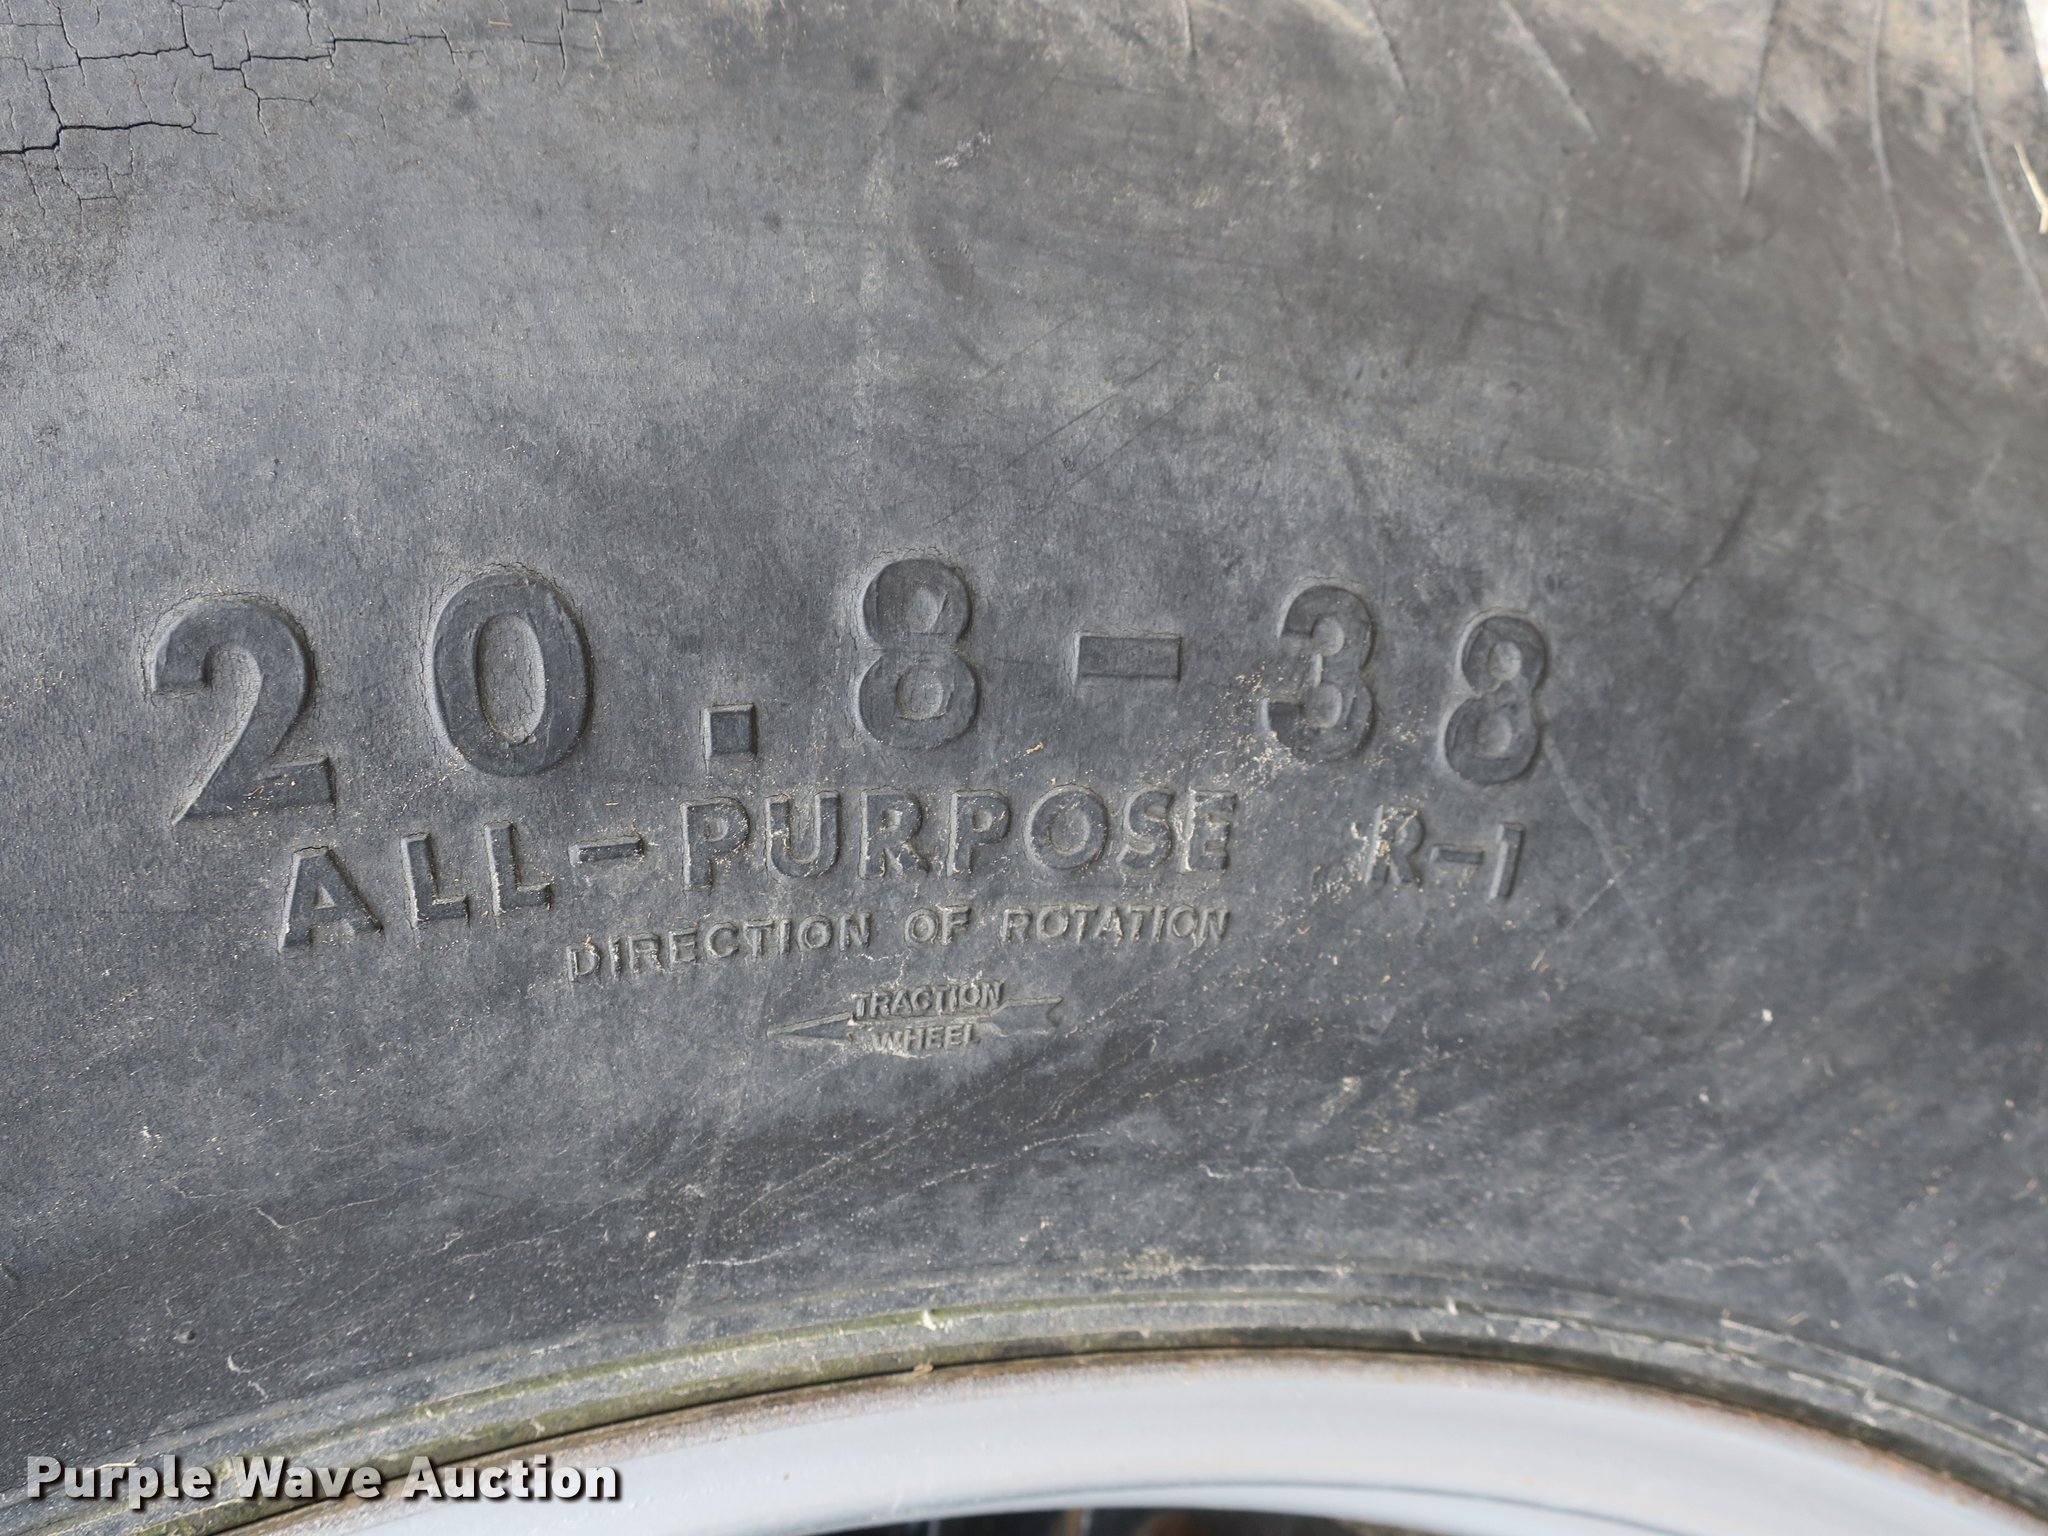 20.8-38
ALL-PURPOSE R-1
DIRECTION OF ROTATION
TRACTION
WHEEL
Purple Wave Auction